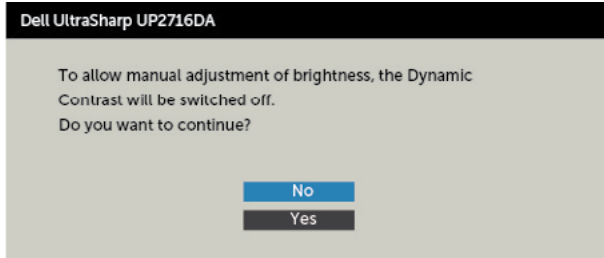 Dell UltraSharp UP2716DA
To allow manual adjustment of brightness, the Dynamic
Contrast will be switched off.
Do you want to continue?
No
Yes